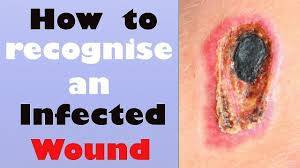 How to
recognise
an
Infected
Wound